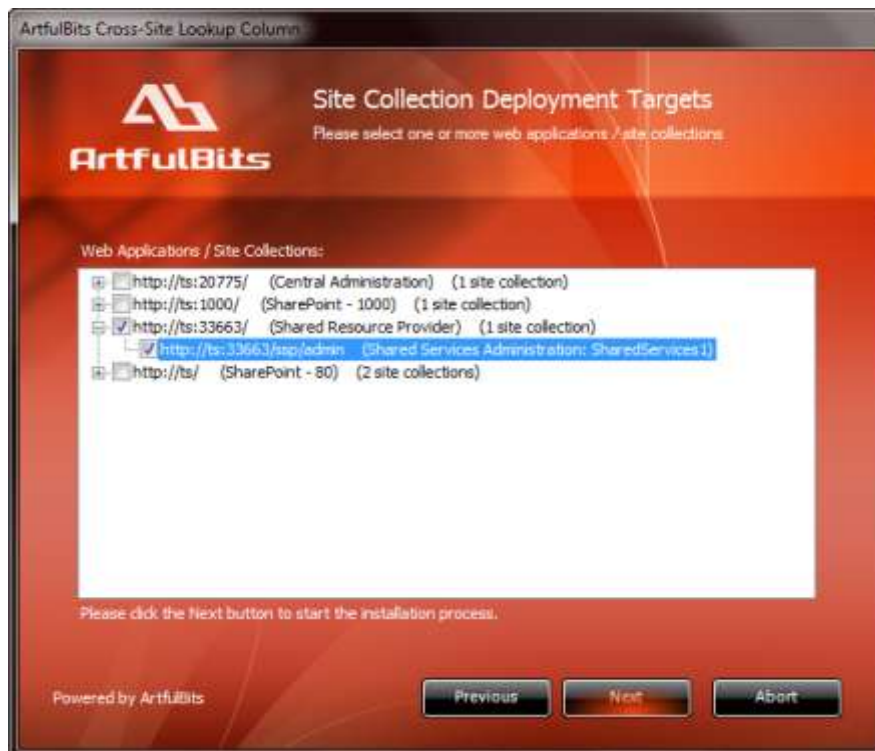 ArtfulBits Cross-Site Lookup Column
ArtfulBits
Site Collection Deployment Targets
Please select one or more web applications / site collections
Web Applications / Site Collections:
http://ts:20775/ (Central Administration) (1 site collection)
http://ts:1000/ (SharePoint - 1000) (1 site collection)
http://ts:33663/ (Shared Resource Provider) (1 site collection)
http://ts:33663/ssp/admin (Shared Services Administration: SharedServices1)
http://ts/ (SharePoint - 80) (2 site collections)
Please click the Next button to start the installation process.
Powered by ArtfulBits
Previous
Next
Abort